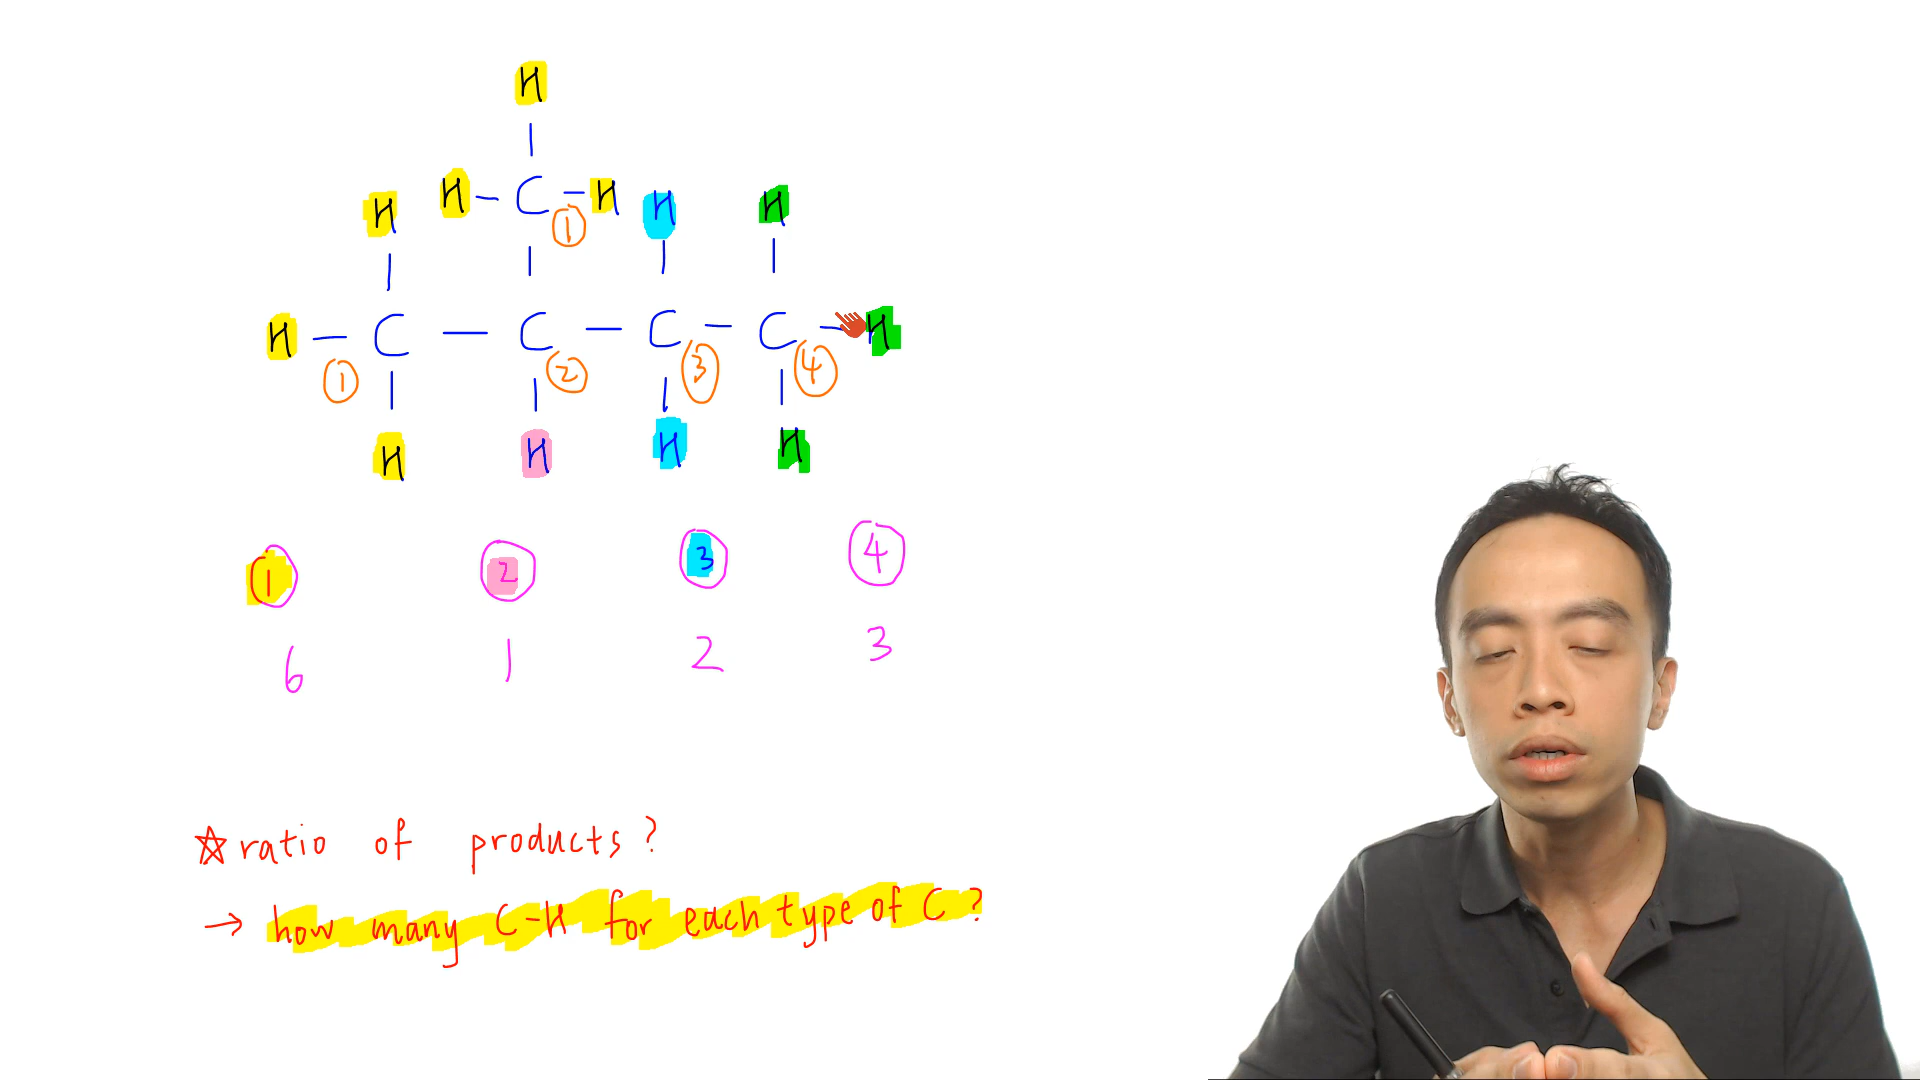 H
H - C - H H H
H ①
H - C — C — C - C - H
① ② ③ ④
H H H H
① ② ③ ④
6 1 2 3
☆ ratio of products?
→ how many C-H for each type of C?